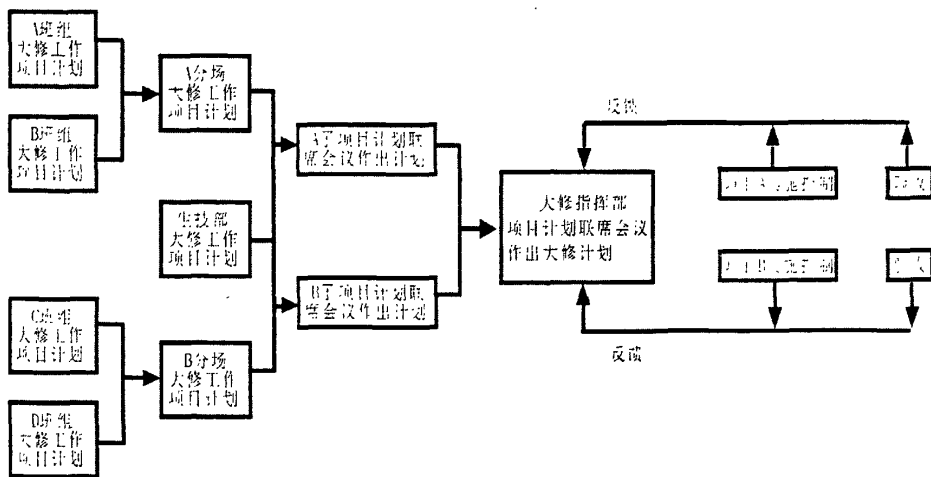 A班组
大修工作
项目计划
B班组
大修工作
项目计划
A分场
大修工作
项目计划
生技部
大修工作
项目计划
C班组
大修工作
项目计划
D班组
大修工作
项目计划
B分场
大修工作
项目计划
A子项目计划联
席会议作出计划
B子项目计划联
席会议作出计划
大修指挥部
项目计划联席会议
作出大修计划
反馈
反馈